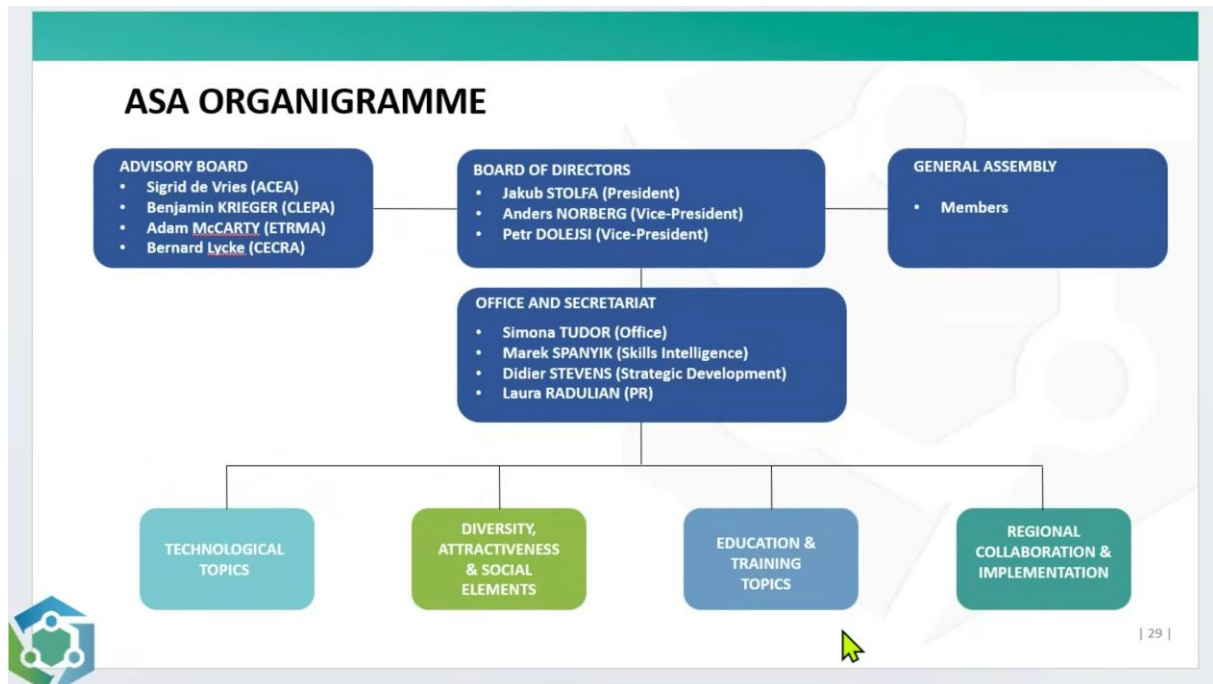 ASA ORGANIGRAMME
ADVISORY BOARD
• Sigrid de Vries (ACEA)
• Benjamin KRIEGER (CLEPA)
• Adam McCARTY (ETRMA)
• Bernard Lycke (CECRA)
BOARD OF DIRECTORS
• Jakub STOLFA (President)
• Anders NORBERG (Vice-President)
• Petr DOLEJSI (Vice-President)
GENERAL ASSEMBLY
• Members
OFFICE AND SECRETARIAT
• Simona TUDOR (Office)
• Marek SPANYIK (Skills Intelligence)
• Didier STEVENS (Strategic Development)
• Laura RADULIAN (PR)
TECHNOLOGICAL
TOPICS
DIVERSITY,
ATTRACTIVENESS
& SOCIAL
ELEMENTS
EDUCATION &
TRAINING
TOPICS
REGIONAL
COLLABORATION &
IMPLEMENTATION
| 29 |